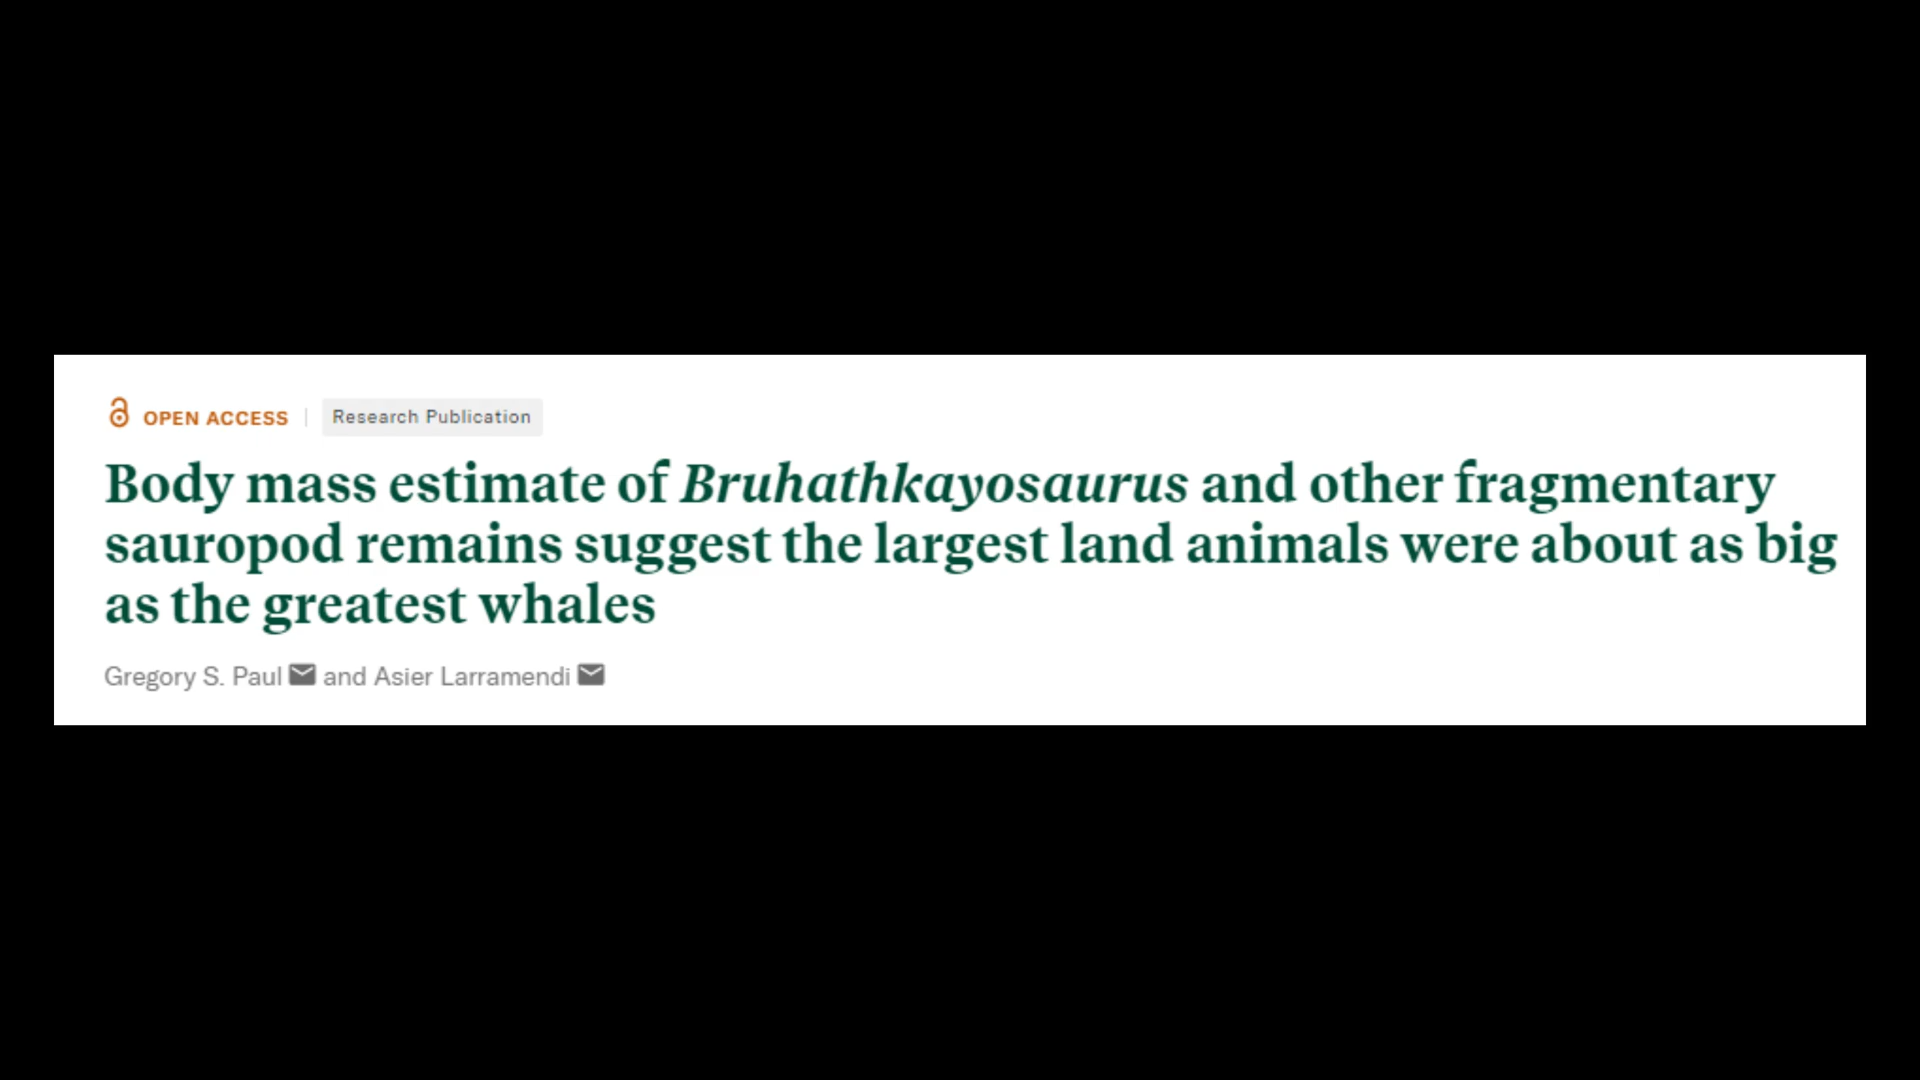 OPEN ACCESS | Research Publication
Body mass estimate of Bruhathkayosaurus and other fragmentary
sauropod remains suggest the largest land animals were about as big
as the greatest whales
Gregory S. Paul and Asier Larramendi